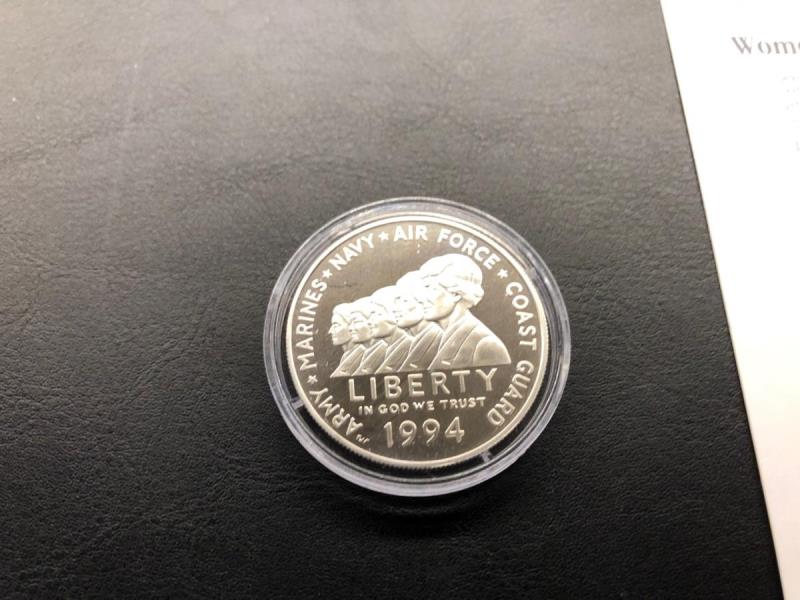 ARMY ★ MARINES ★ NAVY ★ AIR FORCE ★ COAST GUARD
LIBERTY
IN GOD WE TRUST
1994
Wome